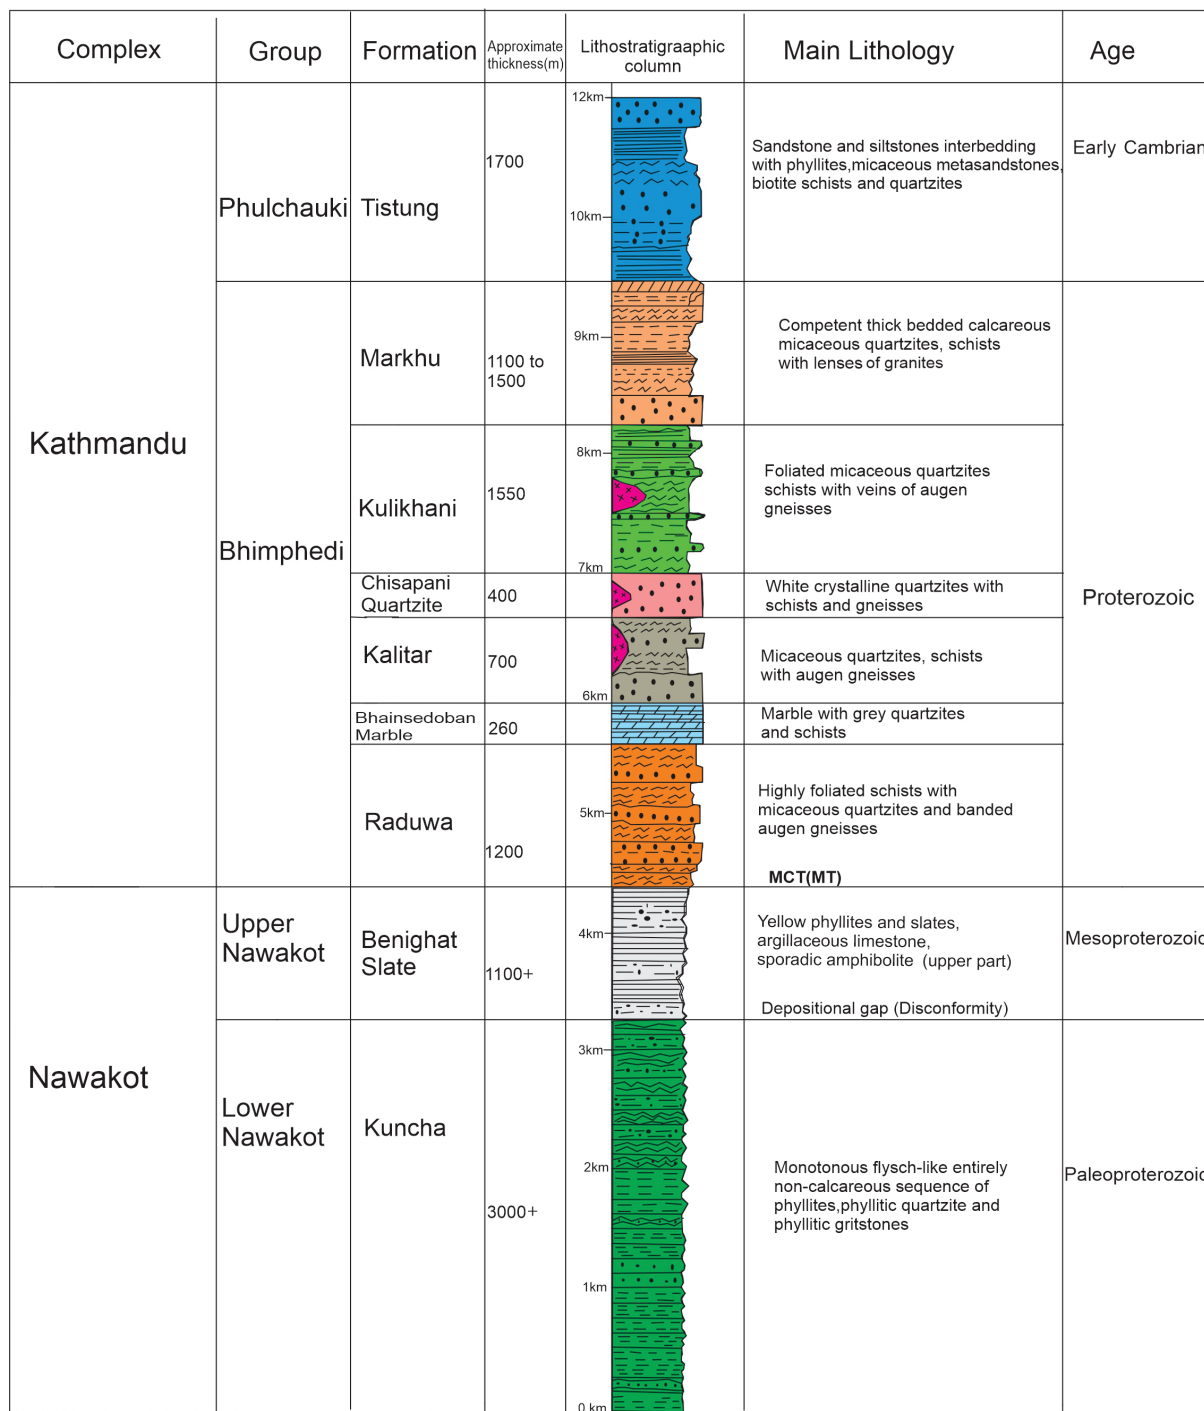 Complex
Group
Formation
Approximate
thickness(m)
Lithostratigraaphic
column
Main Lithology
Age
Kathmandu
Phulchauki
Tistung
1700
12km
10km
Sandstone and siltstones interbedding
with phyllites,micaceous metasandstones,
biotite schists and quartzites
Early Cambrian
Bhimphedi
Markhu
1100 to
1500
9km
Competent thick bedded calcareous
micaceous quartzites, schists
with lenses of granites
Proterozoic
Kulikhani
1550
8km
7km
Foliated micaceous quartzites
schists with veins of augen
gneisses
Chisapani
Quartzite
400
White crystalline quartzites with
schists and gneisses
Kalitar
700
6km
Micaceous quartzites, schists
with augen gneisses
Bhainsedoban
Marble
260
Marble with grey quartzites
and schists
Raduwa
1200
5km
Highly foliated schists with
micaceous quartzites and banded
augen gneisses
MCT(MT)
Nawakot
Upper
Nawakot
Benighat
Slate
1100+
4km
Yellow phyllites and slates,
argillaceous limestone,
sporadic amphibolite (upper part)
Depositional gap (Disconformity)
Mesoproterozoic
Lower
Nawakot
Kuncha
3000+
3km
2km
1km
0 km
Monotonous flysch-like entirely
non-calcareous sequence of
phyllites,phyllitic quartzite and
phyllitic gritstones
Paleoproterozoic